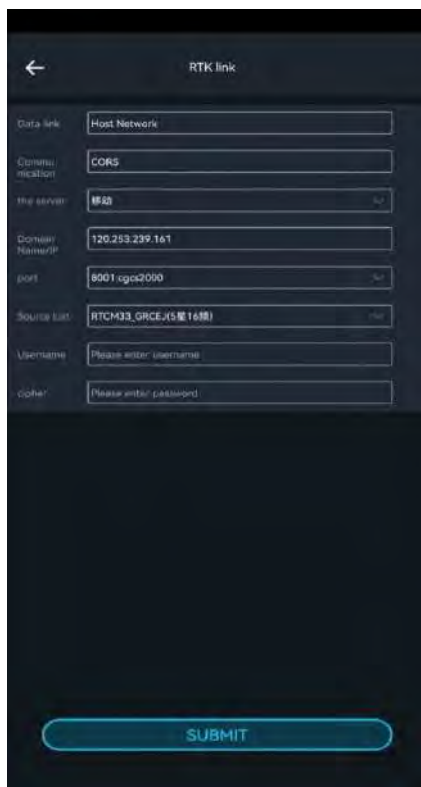 RTK link
Data link
Host Network
Commu
nication
CORS
the server
移动
Domain
Name/IP
120.253.239.161
port
8001:cgcs2000
Source List
RTCM33_GRCEJ(5星16频)
Username
Please enter username
cipher
Please enter password
SUBMIT